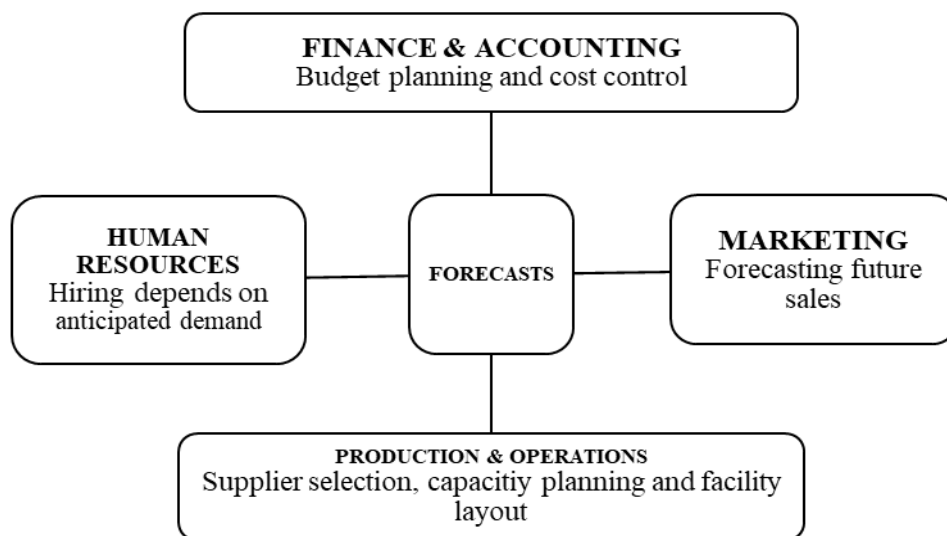 FINANCE & ACCOUNTING
Budget planning and cost control
HUMAN
RESOURCES
Hiring depends on
anticipated demand
FORECASTS
MARKETING
Forecasting future
sales
PRODUCTION & OPERATIONS
Supplier selection, capacitiy planning and facility
layout